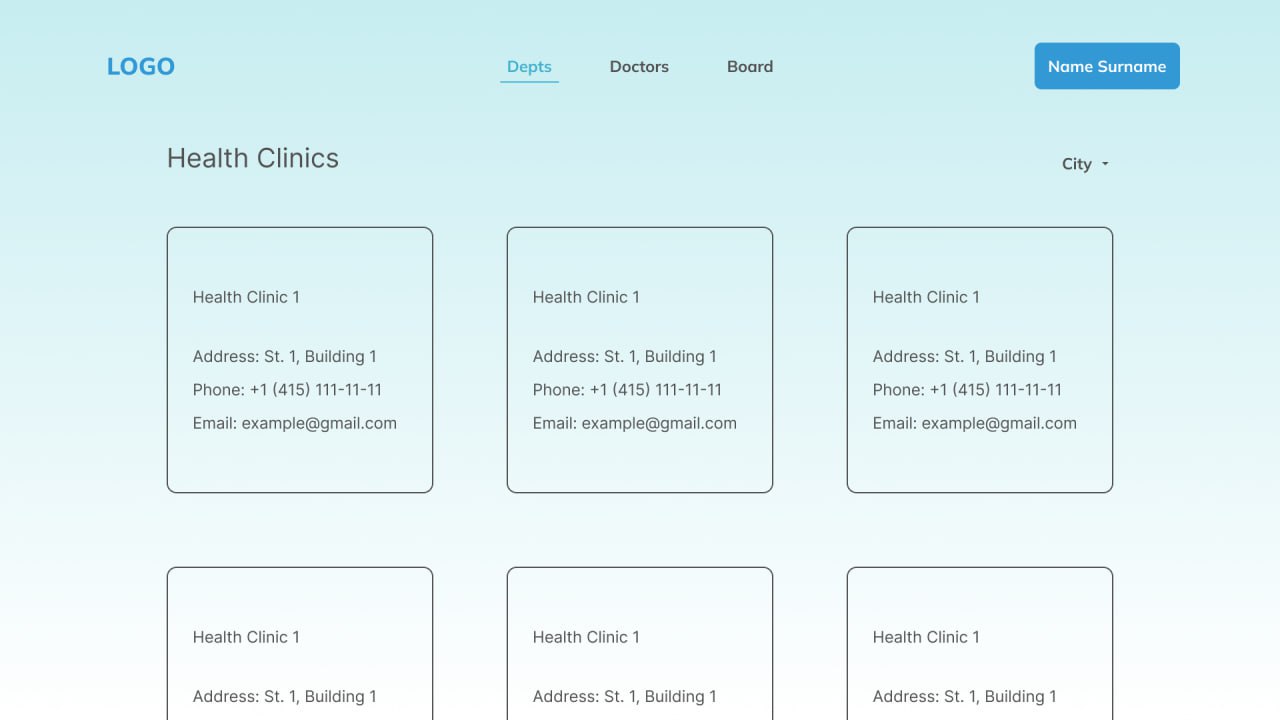 LOGO
Depts
Doctors
Board
Name Surname
Health Clinics
City
Health Clinic 1
Address: St. 1, Building 1
Phone: +1 (415) 111-11-11
Email: example@gmail.com
Health Clinic 1
Address: St. 1, Building 1
Phone: +1 (415) 111-11-11
Email: example@gmail.com
Health Clinic 1
Address: St. 1, Building 1
Phone: +1 (415) 111-11-11
Email: example@gmail.com
Health Clinic 1
Address: St. 1, Building 1
Health Clinic 1
Address: St. 1, Building 1
Health Clinic 1
Address: St. 1, Building 1